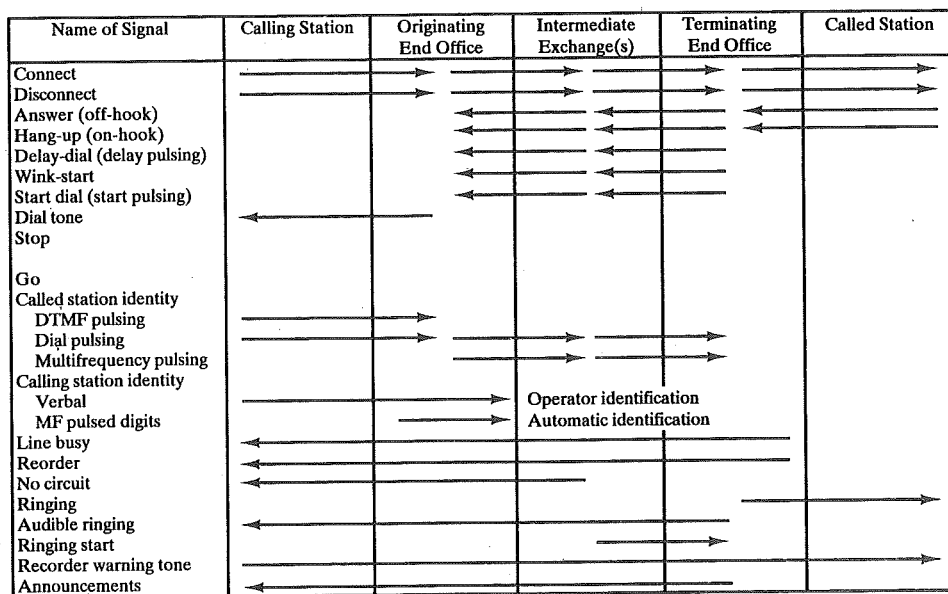 Name of Signal Calling Station Originating End Office Intermediate Exchange(s) Terminating End Office Called Station
Connect
Disconnect
Answer (off-hook)
Hang-up (on-hook)
Delay-dial (delay pulsing)
Wink-start
Start dial (start pulsing)
Dial tone
Stop
Go
Called station identity
DTMF pulsing
Dial pulsing
Multifrequency pulsing
Calling station identity
Verbal Operator identification
MF pulsed digits Automatic identification
Line busy
Reorder
No circuit
Ringing
Audible ringing
Ringing start
Recorder warning tone
Announcements